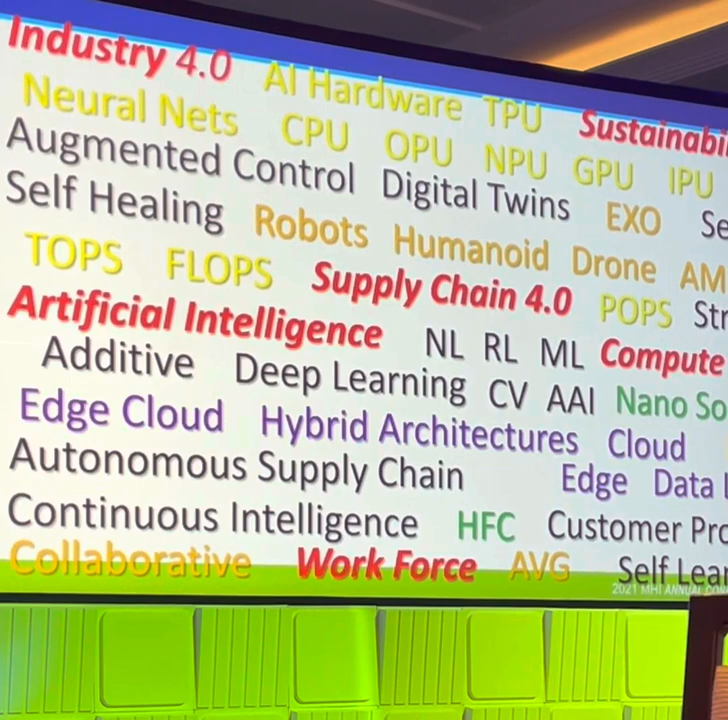 Industry 4.0 AI Hardware TPU Sustainabi
Neural Nets CPU OPU NPU GPU IPU
Augmented Control Digital Twins EXO Se
Self Healing Robots Humanoid Drone AM
TOPS FLOPS Supply Chain 4.0 POPS Str
Artificial Intelligence NL RL ML Compute
Additive Deep Learning CV AAI Nano So
Edge Cloud Hybrid Architectures Cloud
Autonomous Supply Chain Edge Data
Continuous Intelligence HFC Customer Pro
Collaborative Work Force AVG Self Lear
2021 MHI ANNUAL CON